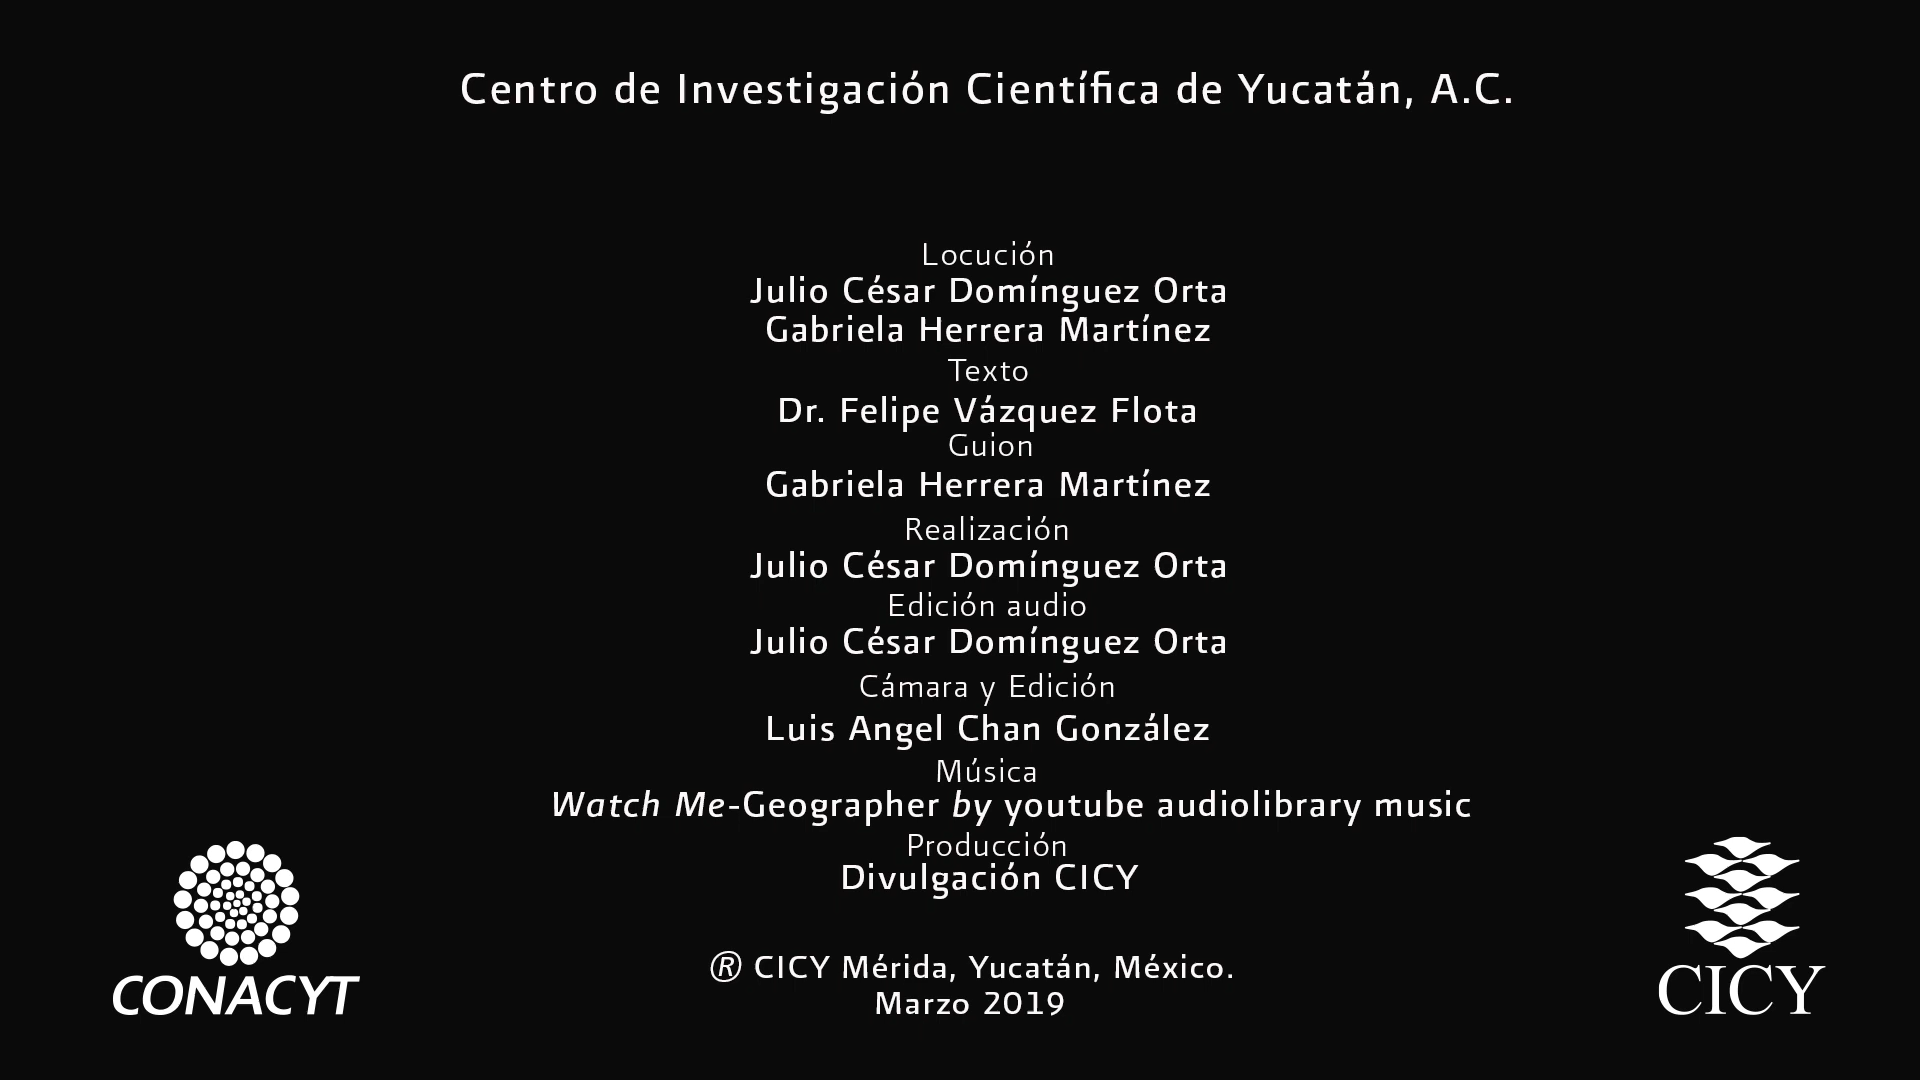 Centro de Investigación Científica de Yucatán, A.C.
Locución
Julio César Domínguez Orta
Gabriela Herrera Martínez
Texto
Dr. Felipe Vázquez Flota
Guion
Gabriela Herrera Martínez
Realización
Julio César Domínguez Orta
Edición audio
Julio César Domínguez Orta
Cámara y Edición
Luis Angel Chan González
Música
Watch Me-Geographer by youtube audiolibrary music
Producción
Divulgación CICY
® CICY Mérida, Yucatán, México.
Marzo 2019
CONACYT
CICY